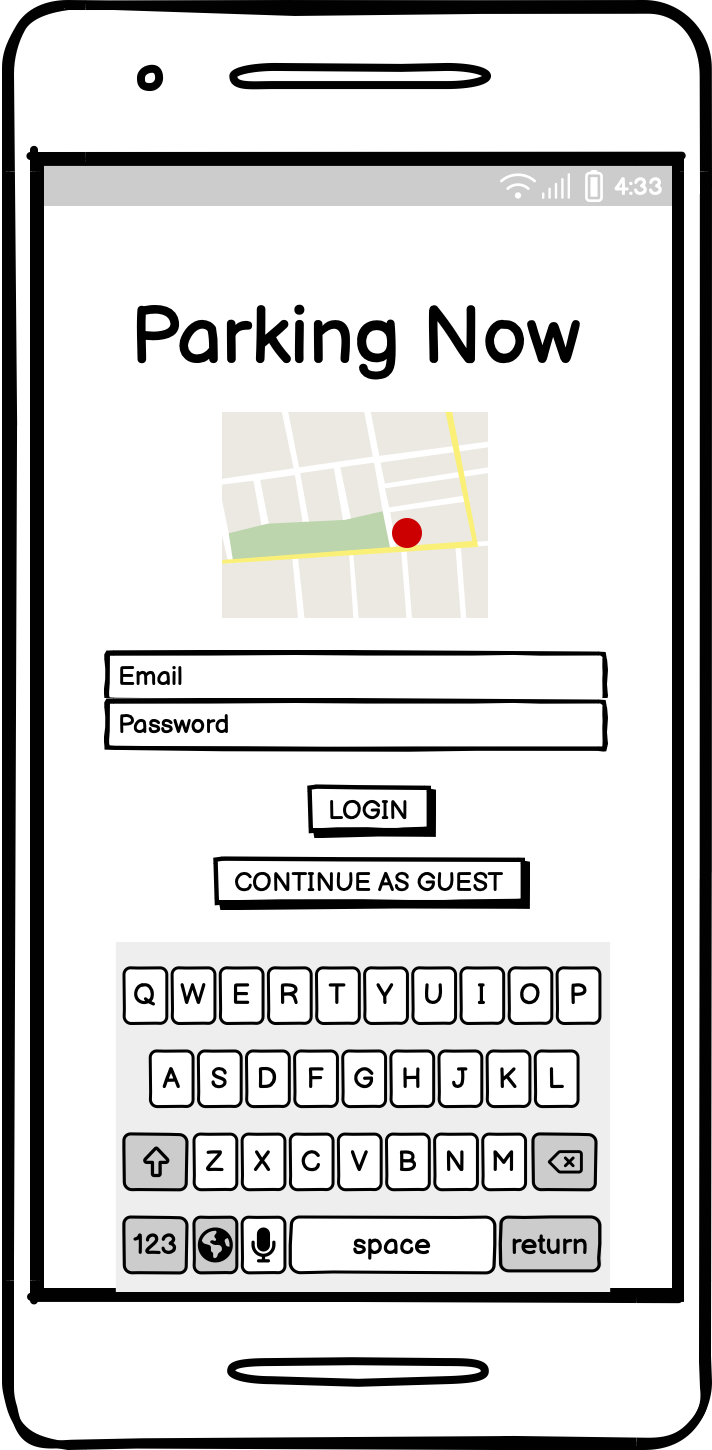 4:33
Parking Now
Email
Password
LOGIN
CONTINUE AS GUEST
Q W E R T Y U I O P
A S D F G H J K L
Z X C V B N M
123 space return